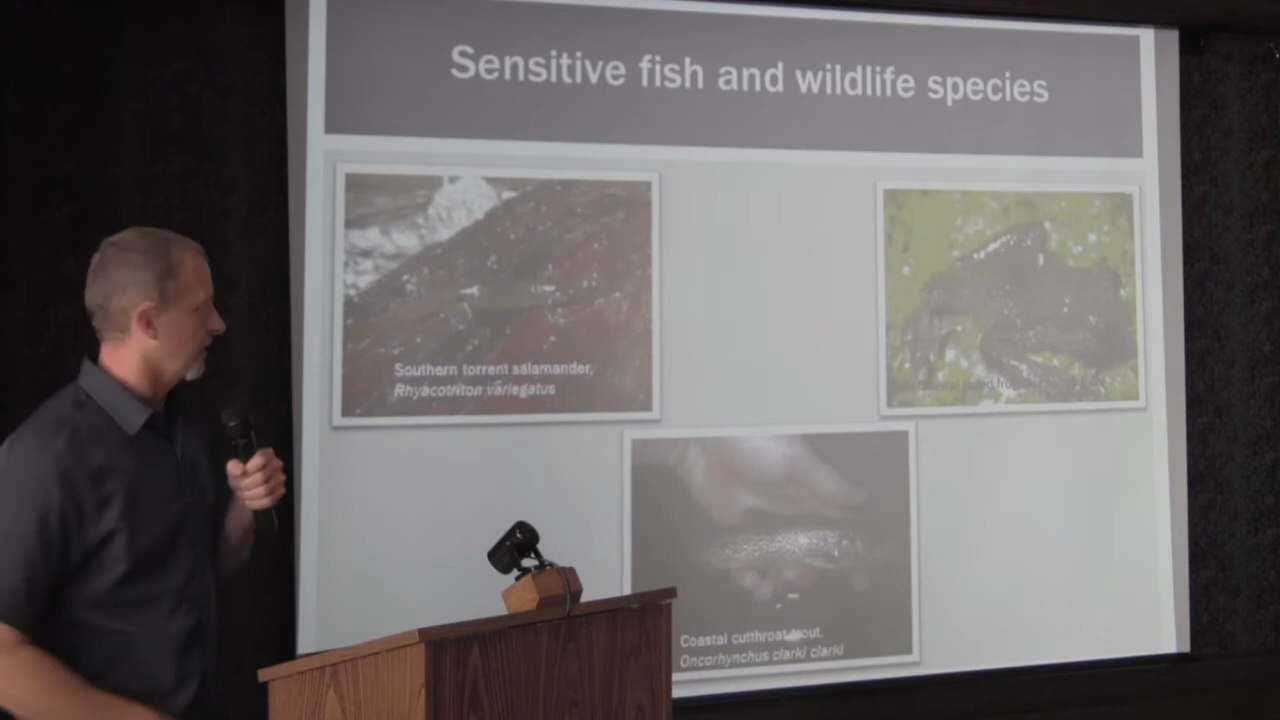 Sensitive fish and wildlife species
Southern torrent salamander,
Rhyacotriton variegatus
Coastal cutthroat trout,
Oncorhynchus clarki clarki